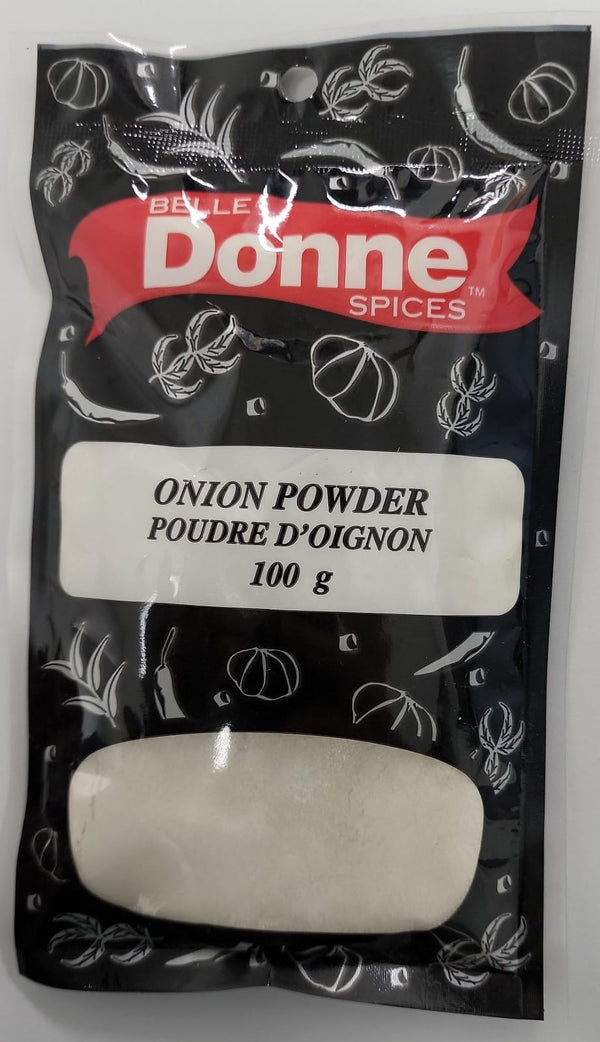 BELLE
Donne
SPICES™
ONION POWDER
POUDRE D'OIGNON
100 g